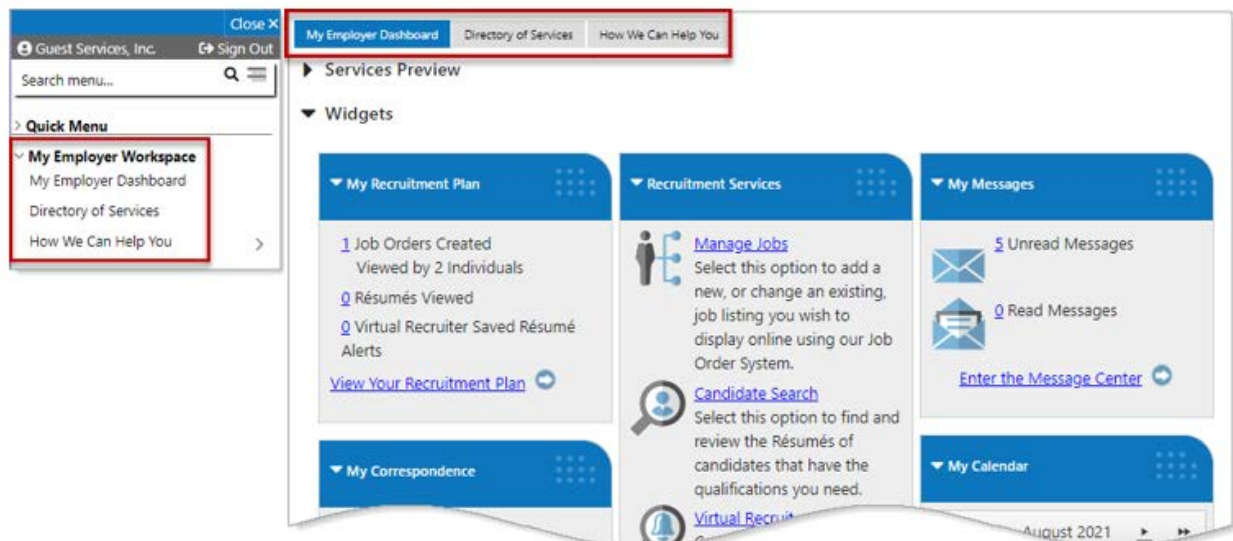 Close X
Guest Services, Inc. Sign Out
Search menu...
Quick Menu
My Employer Workspace
My Employer Dashboard
Directory of Services
How We Can Help You
My Employer Dashboard Directory of Services How We Can Help You
Services Preview
Widgets
My Recruitment Plan
1 Job Orders Created
Viewed by 2 Individuals
0 Résumés Viewed
0 Virtual Recruiter Saved Résumé
Alerts
View Your Recruitment Plan
My Correspondence
Recruitment Services
Manage Jobs
Select this option to add a
new, or change an existing,
job listing you wish to
display online using our Job
Order System.
Candidate Search
Select this option to find and
review the Résumés of
candidates that have the
qualifications you need.
Virtual
My Messages
5 Unread Messages
0 Read Messages
Enter the Message Center
My Calendar
August 2021